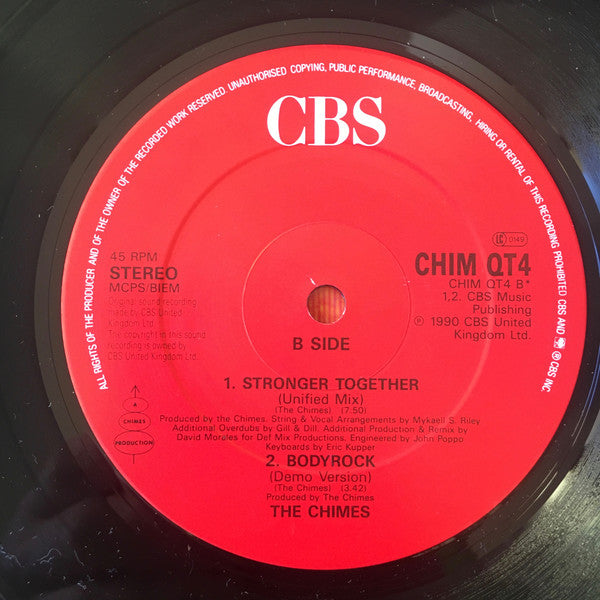 ALL RIGHTS OF THE PRODUCER AND OF THE OWNER OF THE RECORDED WORK RESERVED. UNAUTHORISED COPYING, PUBLIC PERFORMANCE, BROADCASTING, HIRING OR RENTAL OF THIS RECORDING PROHIBITED CBS AND ® CBS INC.
CBS
45 RPM
STEREO
MCPS/BIEM
Original sound recording
made by CBS United
Kingdom Ltd.
The copyright in this sound
recording is owned by
CBS United Kingdom Ltd.
LC 0149
CHIM QT4
CHIM QT4 B*
1,2. CBS Music
Publishing
℗ 1990 CBS United
Kingdom Ltd.
B SIDE
A
CHIMES
PRODUCTION
1. STRONGER TOGETHER
(Unified Mix)
(The Chimes) (7.50)
Produced by the Chimes. String & Vocal Arrangements by Mykaell S. Riley
Additional Overdubs by Gill & Dill. Additional Production & Remix by
David Morales for Def Mix Productions. Engineered by John Poppo
Keyboards by Eric Kupper
2. BODYROCK
(Demo Version)
(The Chimes) (3.42)
Produced by The Chimes
THE CHIMES